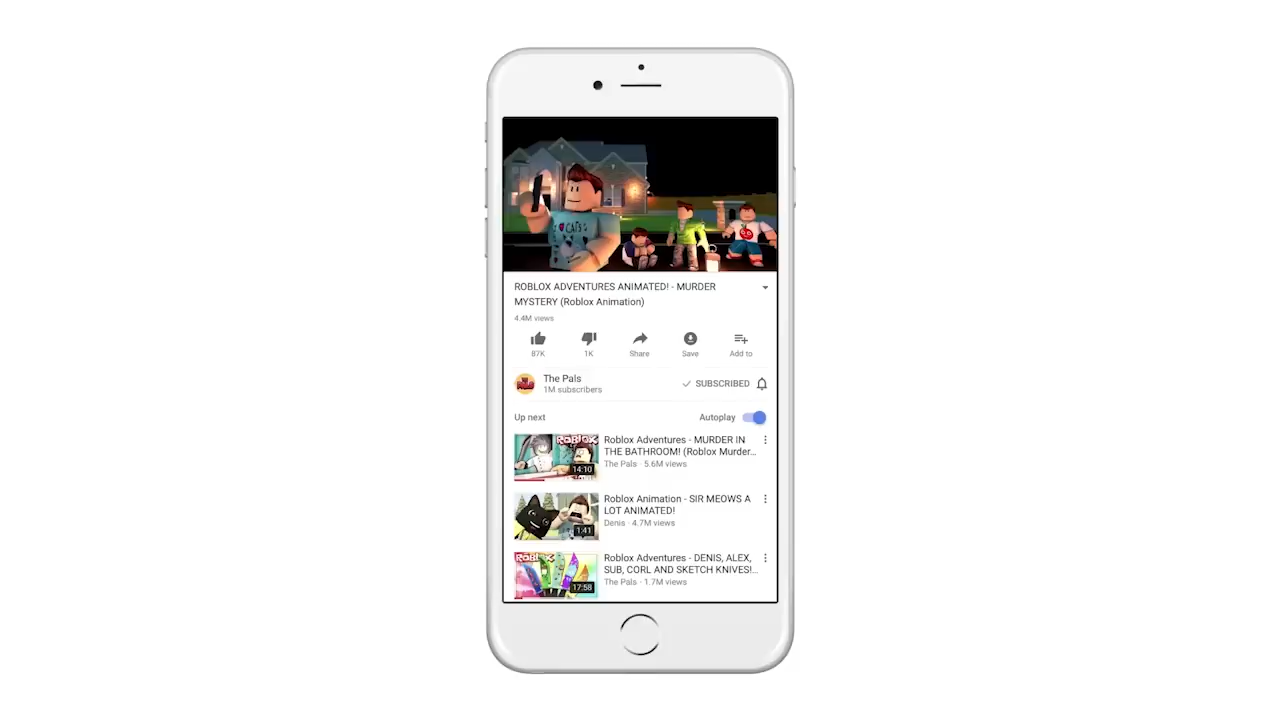 CATS
ROBLOX ADVENTURES ANIMATED! - MURDER
MYSTERY (Roblox Animation)
4.4M views
87K
1K
Share
Save
Add to
The Pals
1M subscribers
SUBSCRIBED
Up next
Autoplay
ROBLOX
14:10
Roblox Adventures - MURDER IN
THE BATHROOM! (Roblox Murder...
The Pals · 5.6M views
1:41
Roblox Animation - SIR MEOWS A
LOT ANIMATED!
Denis · 4.7M views
ROBLOX
17:58
Roblox Adventures - DENIS, ALEX,
SUB, CORL AND SKETCH KNIVES!...
The Pals · 1.7M views